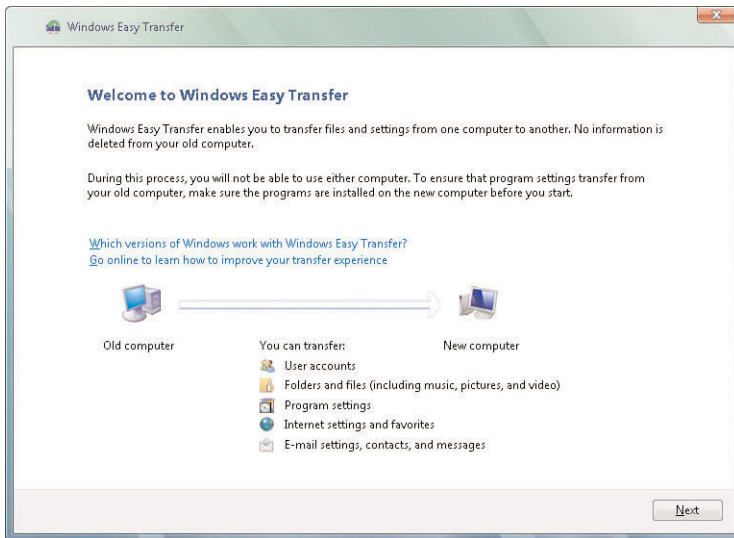 Windows Easy Transfer
Welcome to Windows Easy Transfer
Windows Easy Transfer enables you to transfer files and settings from one computer to another. No information is
deleted from your old computer.
During this process, you will not be able to use either computer. To ensure that program settings transfer from
your old computer, make sure the programs are installed on the new computer before you start.
Which versions of Windows work with Windows Easy Transfer?
Go online to learn how to improve your transfer experience
Old computer
You can transfer:
New computer
User accounts
Folders and files (including music, pictures, and video)
Program settings
Internet settings and favorites
E-mail settings, contacts, and messages
Next